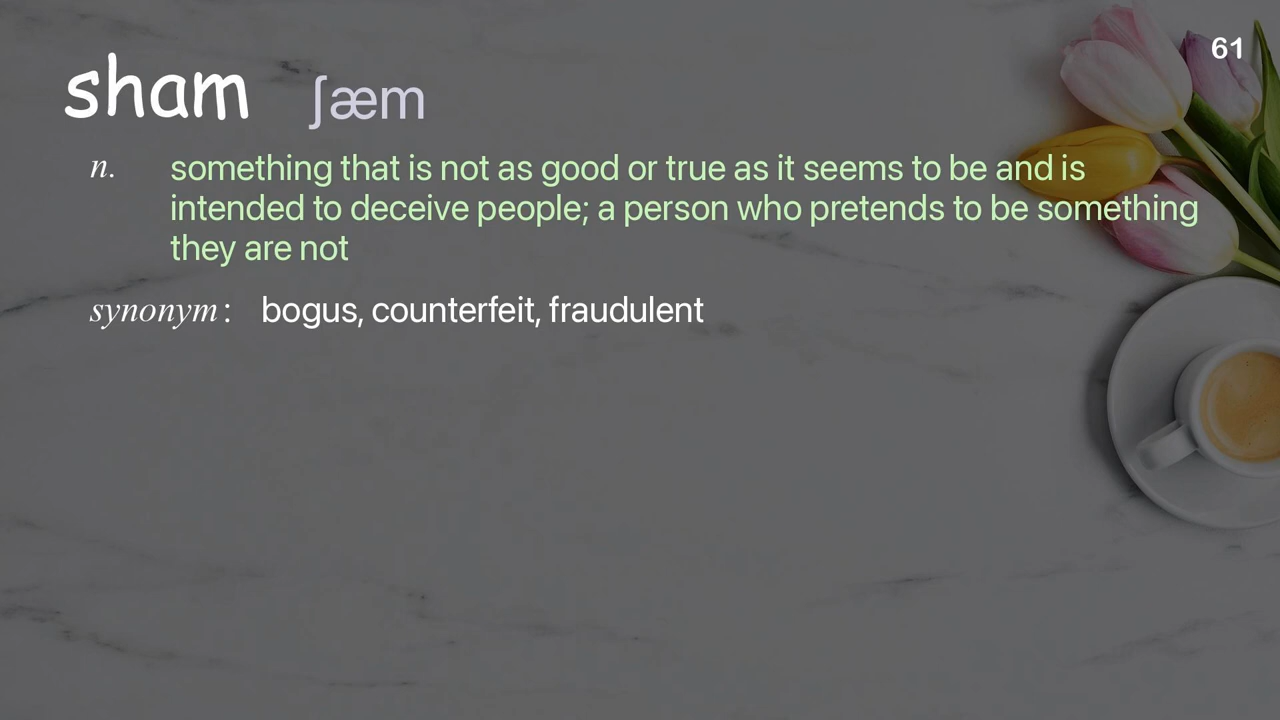 61
sham ʃæm
n. something that is not as good or true as it seems to be and is
intended to deceive people; a person who pretends to be something
they are not
synonym: bogus, counterfeit, fraudulent